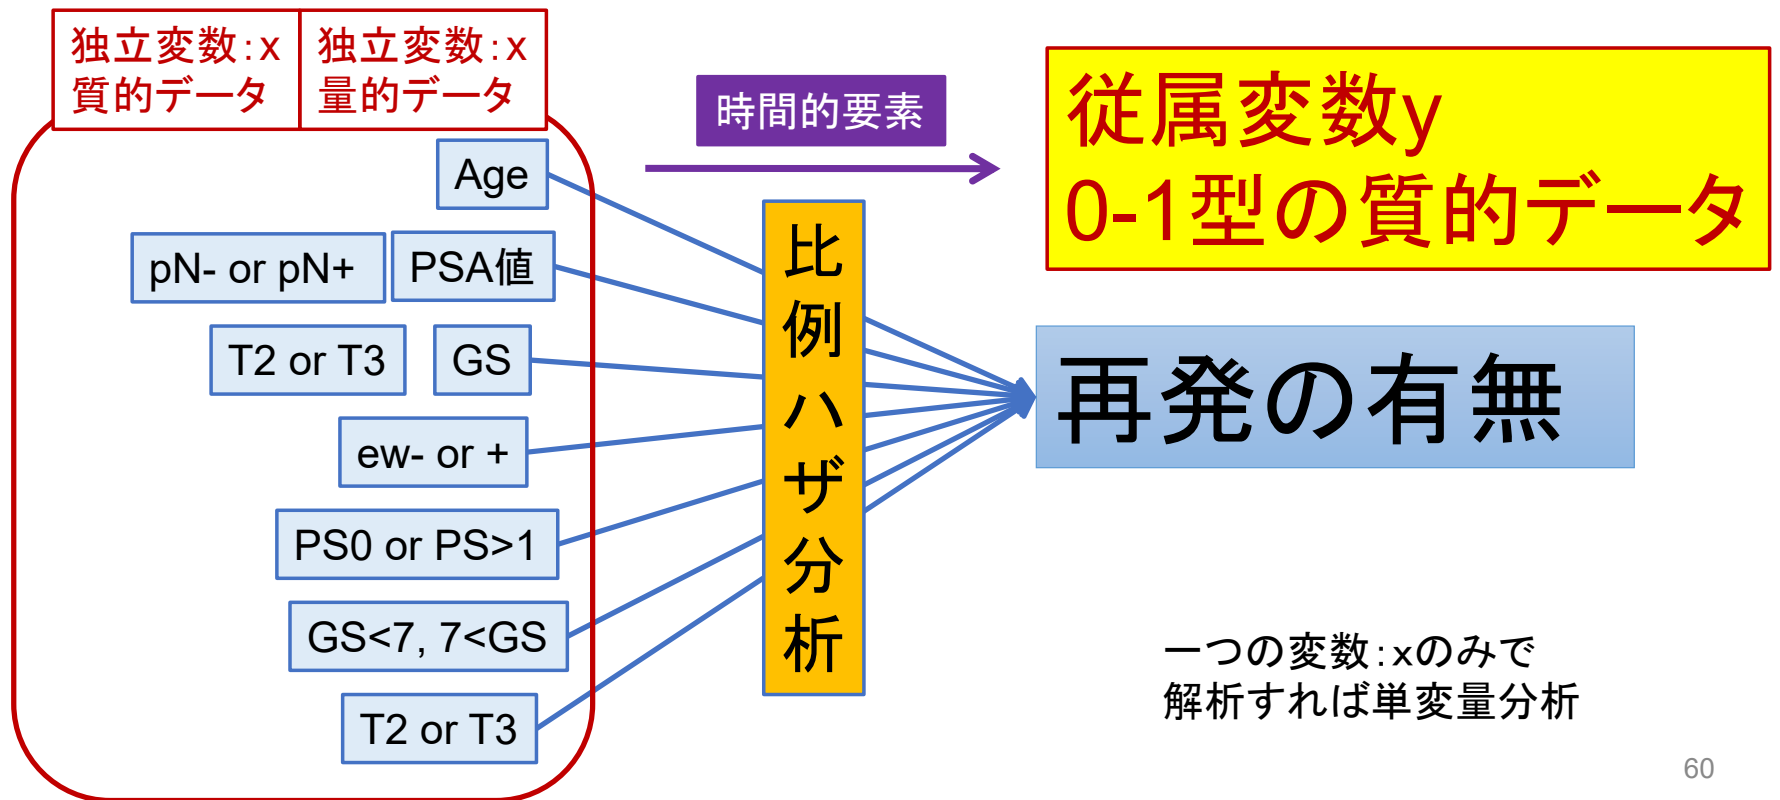 独立変数:x
質的データ
独立変数:x
量的データ
時間的要素
従属変数y
0-1型の質的データ
Age
pN- or pN+
PSA値
T2 or T3
GS
ew- or +
PS0 or PS>1
GS<7, 7<GS
T2 or T3
比例ハザ分析
再発の有無
一つの変数:xのみで
解析すれば単変量分析
60